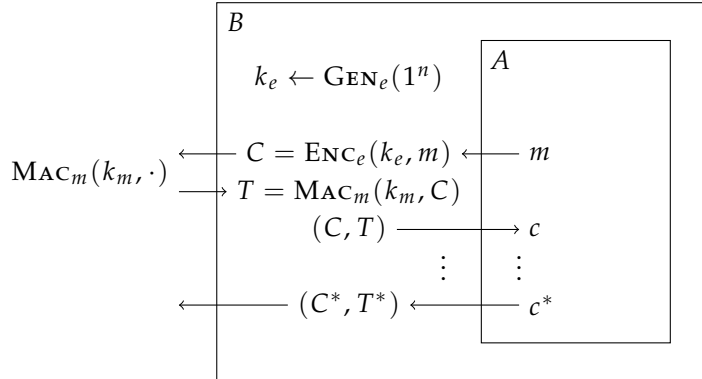 B
A
k_e ← GEN_e(1^n)
C = ENC_e(k_e, m) m
MAC_m(k_m, ·)
T = MAC_m(k_m, C)
(C, T) c
⋮ ⋮
(C*, T*) c*